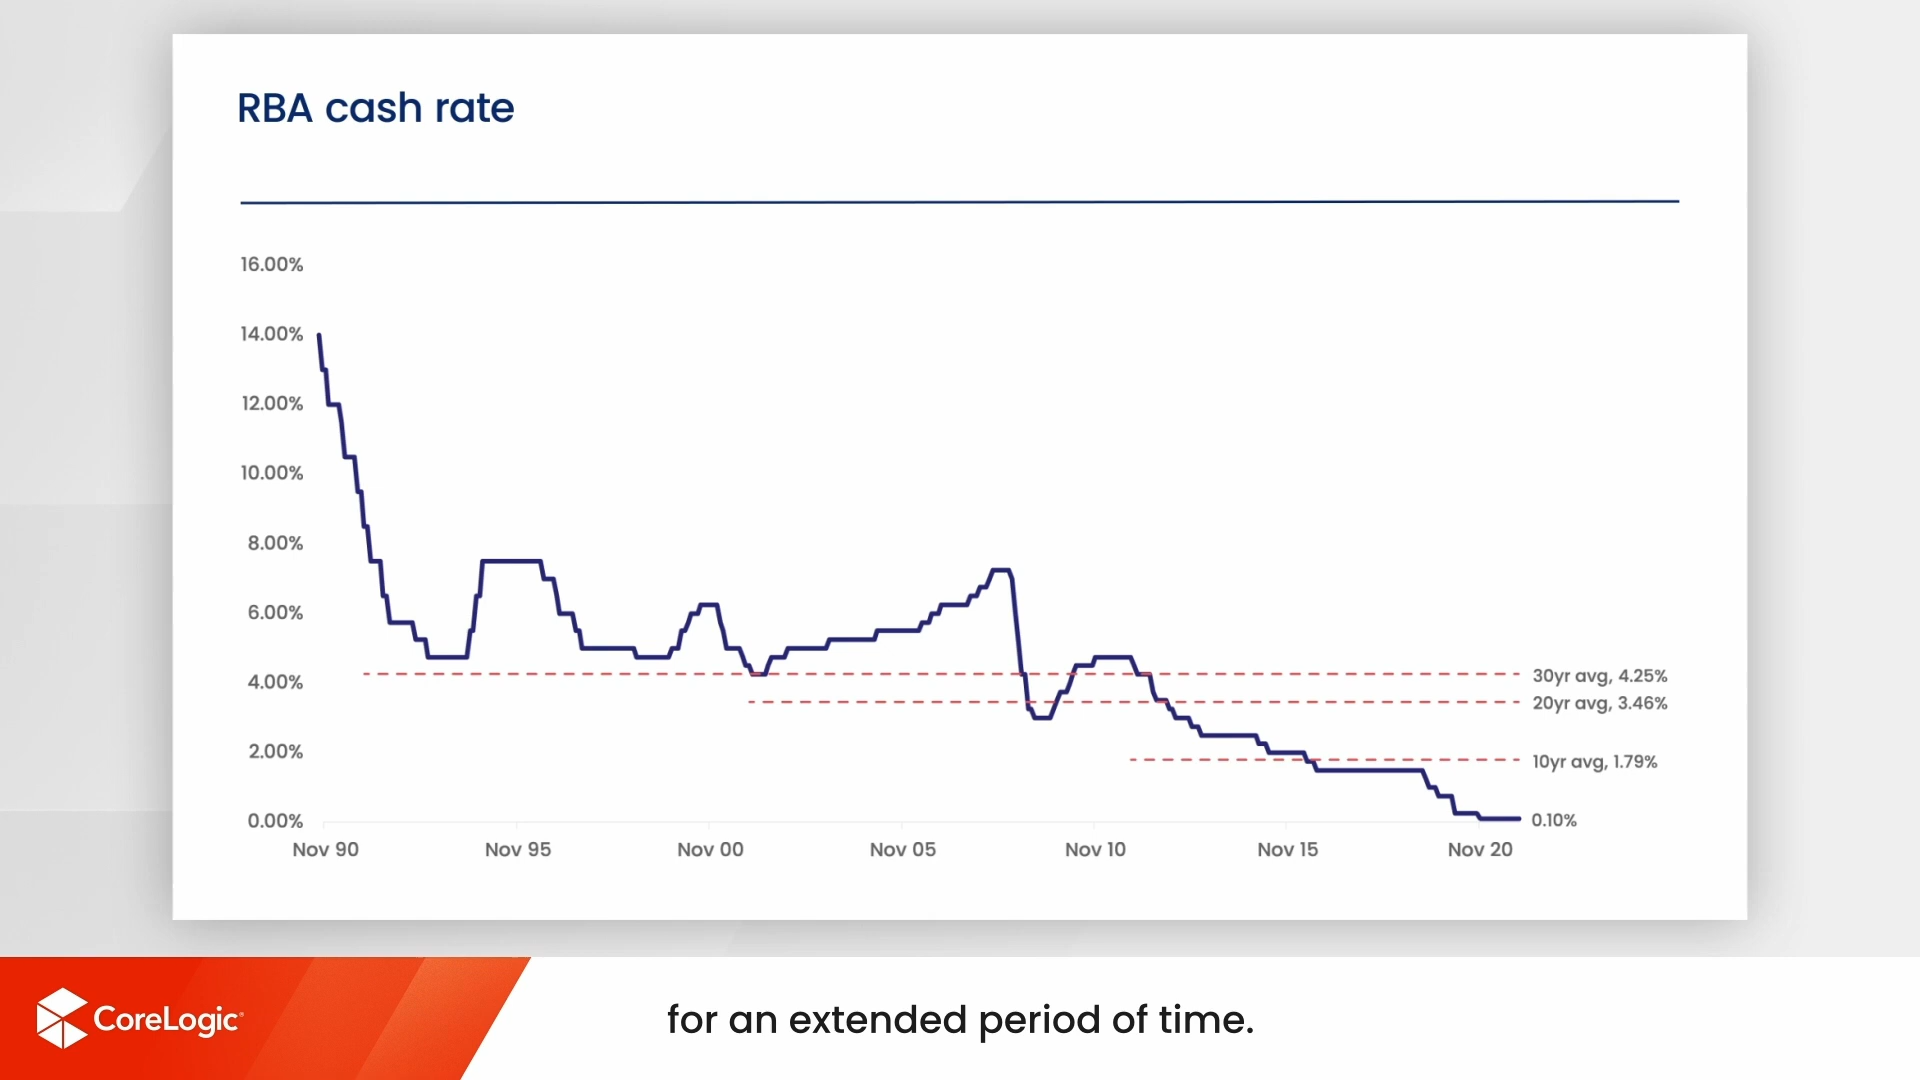 RBA cash rate
16.00%
14.00%
12.00%
10.00%
8.00%
6.00%
4.00%
2.00%
0.00%
30yr avg, 4.25%
20yr avg, 3.46%
10yr avg, 1.79%
0.10%
Nov 90 Nov 95 Nov 00 Nov 05 Nov 10 Nov 15 Nov 20
CoreLogic
for an extended period of time.